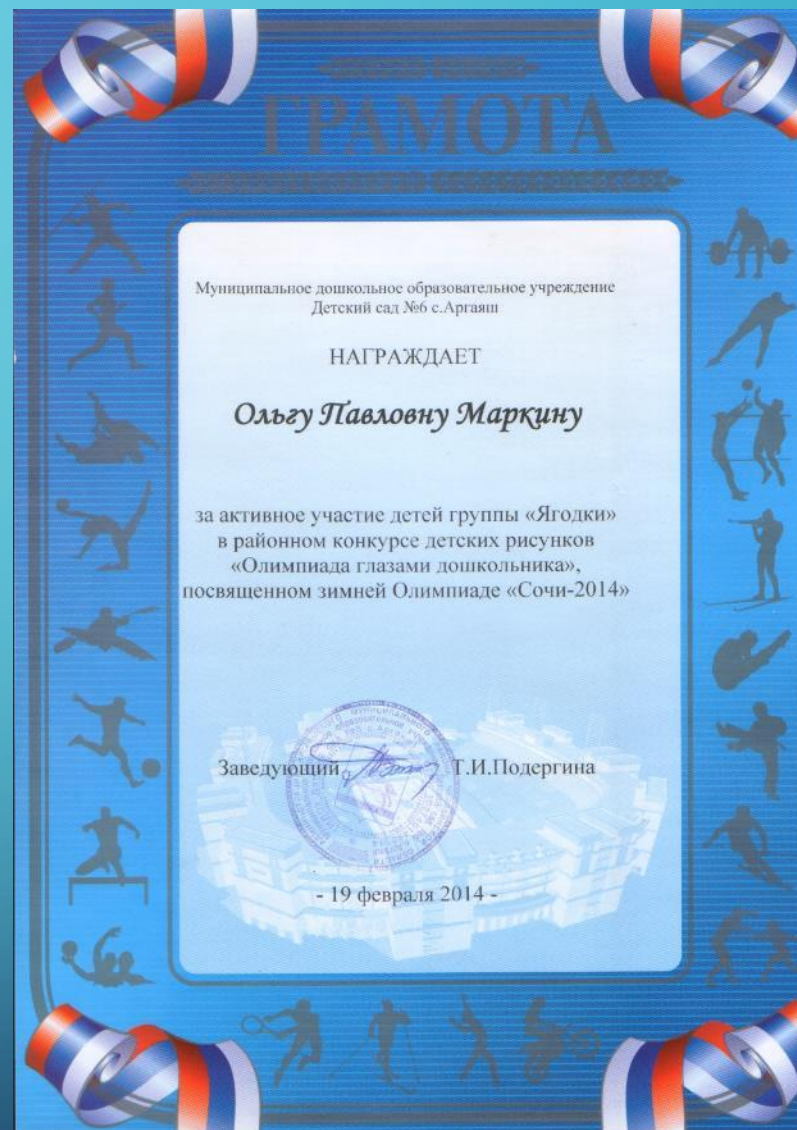 ГРАМОТА
Муниципальное дошкольное образовательное учреждение
Детский сад №6 с.Аргаяш
НАГРАЖДАЕТ
Ольгу Павловну Маркину
за активное участие детей группы «Ягодки»
в районном конкурсе детских рисунков
«Олимпиада глазами дошкольника»,
посвященном зимней Олимпиаде «Сочи-2014»
Заведующий Т.И.Подергина
- 19 февраля 2014 -